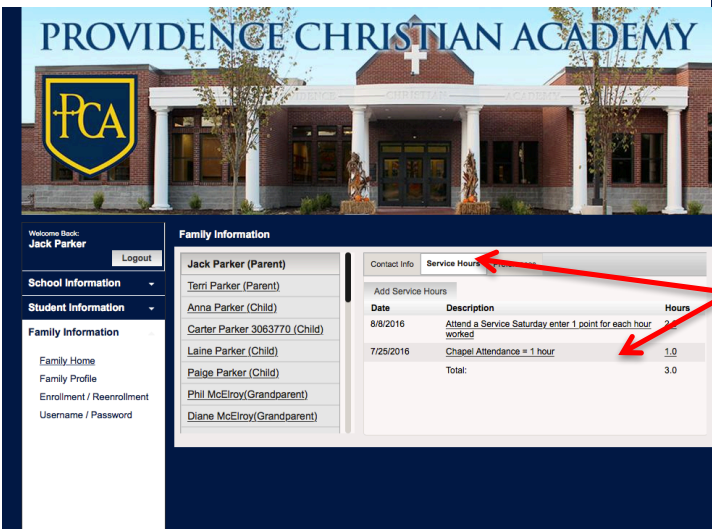 PROVIDENCE CHRISTIAN ACADEMY
CHRISTIAN
PCA
Welcome Back:
Jack Parker
Logout
School Information
Student Information
Family Information
Family Home
Family Profile
Enrollment / Reenrollment
Username / Password
Family Information
Jack Parker (Parent)
Terri Parker (Parent)
Anna Parker (Child)
Carter Parker 3063770 (Child)
Laine Parker (Child)
Paige Parker (Child)
Phil McElroy(Grandparent)
Diane McElroy(Grandparent)
Contact Info Service Hours
Add Service Hours
Date Description Hours
8/8/2016 Attend a Service Saturday enter 1 point for each hour
worked
7/25/2016 Chapel Attendance = 1 hour 1.0
Total: 3.0